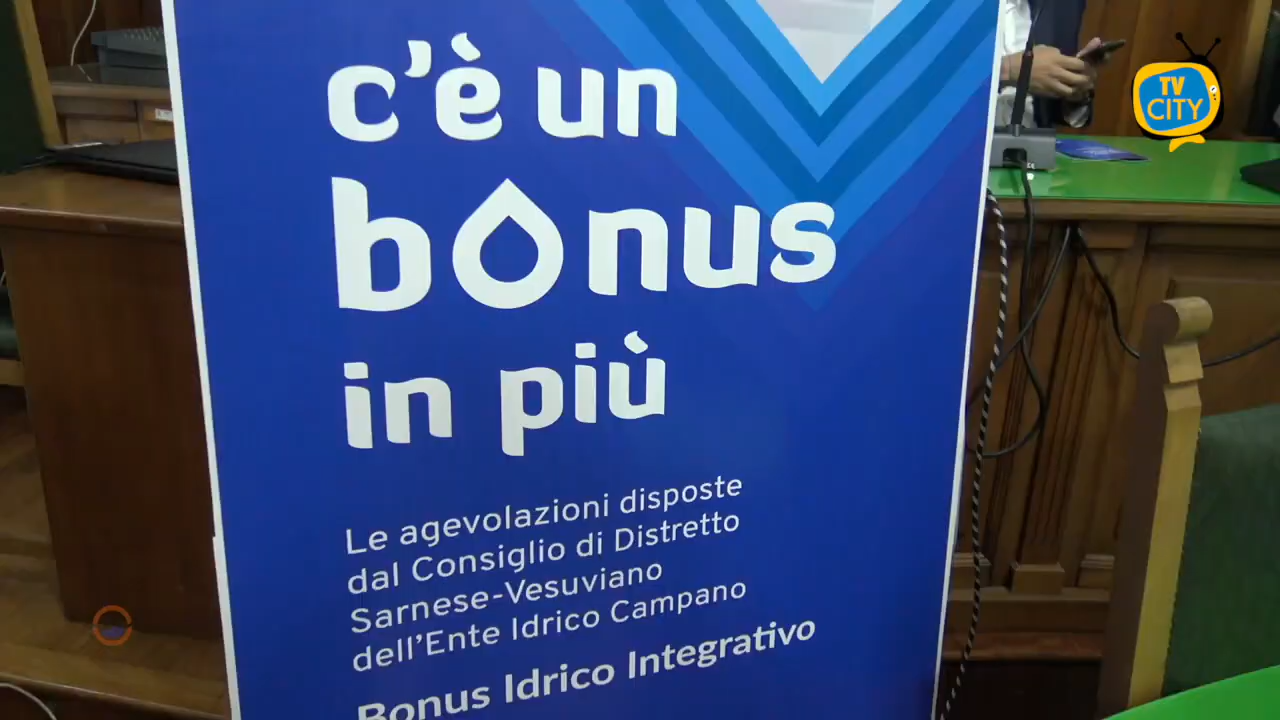 TV
CITY
c'è un
bonus
in più
Le agevolazioni disposte
dal Consiglio di Distretto
Sarnese-Vesuviano
dell'Ente Idrico Campano
Bonus Idrico Integrativo